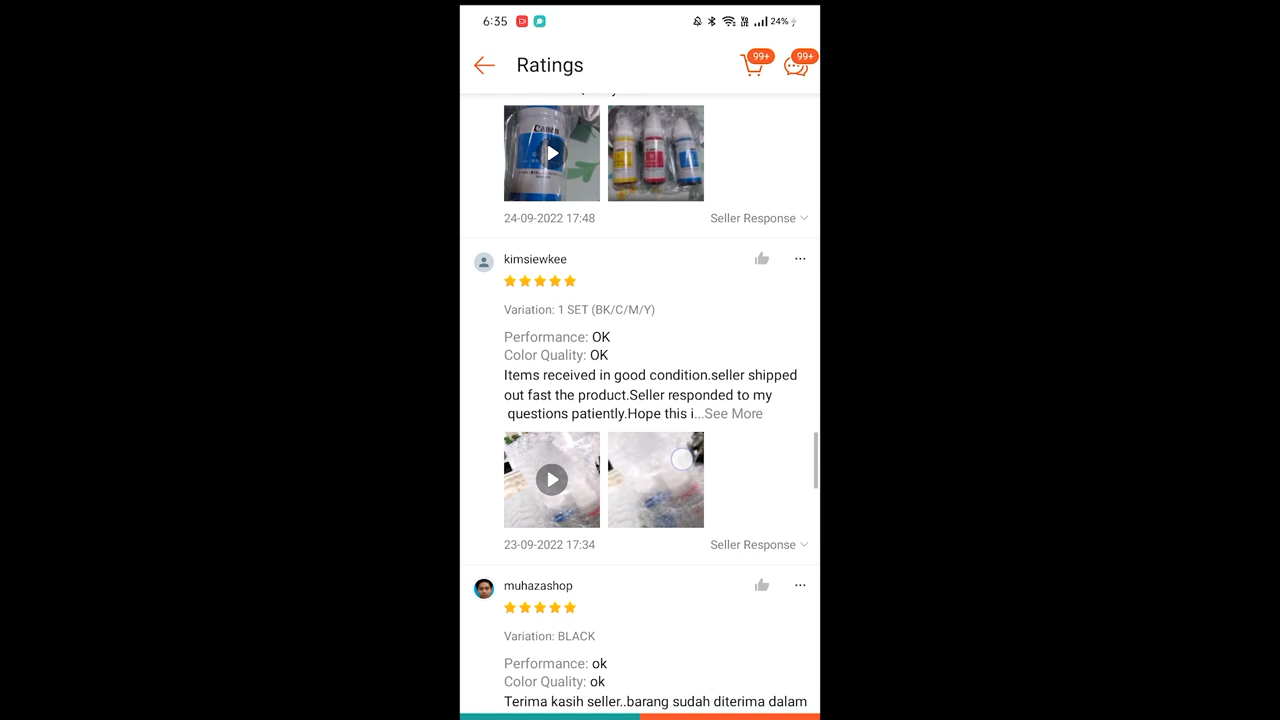 6:35
24%
Ratings
99+
99+
Canon
24-09-2022 17:48
Seller Response
kimsiewkee
Variation: 1 SET (BK/C/M/Y)
Performance: OK
Color Quality: OK
Items received in good condition.seller shipped
out fast the product.Seller responded to my
questions patiently.Hope this i...See More
23-09-2022 17:34
Seller Response
muhazashop
Variation: BLACK
Performance: ok
Color Quality: ok
Terima kasih seller..barang sudah diterima dalam